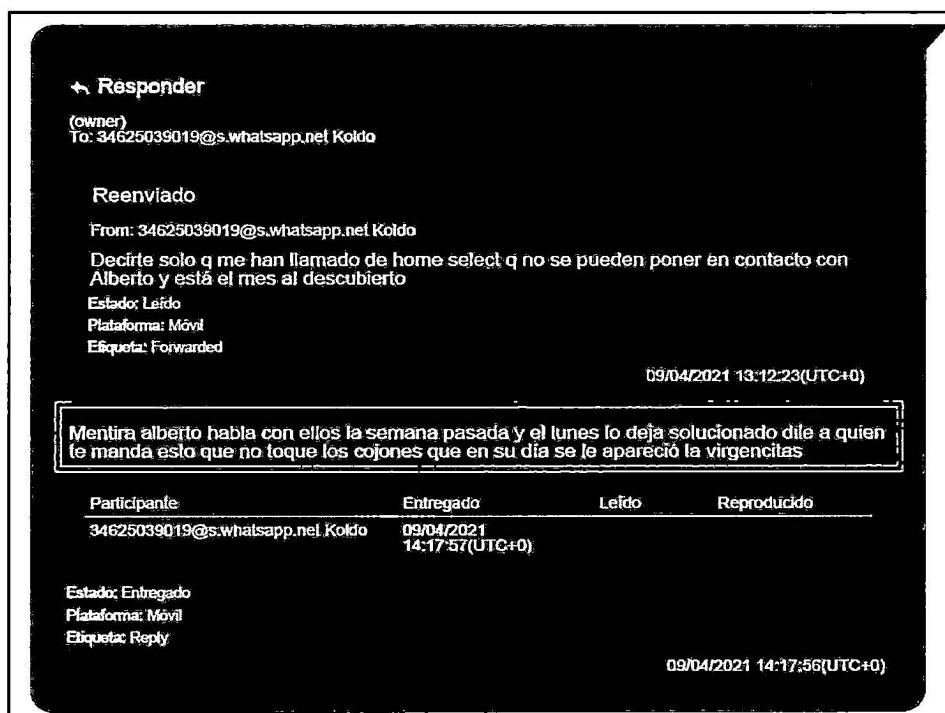 Responder
(owner)
To: 34625039019@s.whatsapp.net Koldo
Reenviado
From: 34625039019@s.whatsapp.net Koldo
Decirte solo q me han llamado de home select q no se pueden poner en contacto con
Alberto y está el mes al descubierto
Estado: Leído
Plataforma: Móvil
Etiqueta: Forwarded
09/04/2021 13:12:23(UTC+0)
Mentira alberto habla con ellos la semana pasada y el lunes lo deja solucionado dile a quien
te manda esto que no toque los cojones que en su día se le apareció la virgencitas
Participante Entregado Leído Reproducido
34625039019@s.whatsapp.net Koldo 09/04/2021
14:17:57(UTC+0)
Estado: Entregado
Plataforma: Móvil
Etiqueta: Reply
09/04/2021 14:17:56(UTC+0)